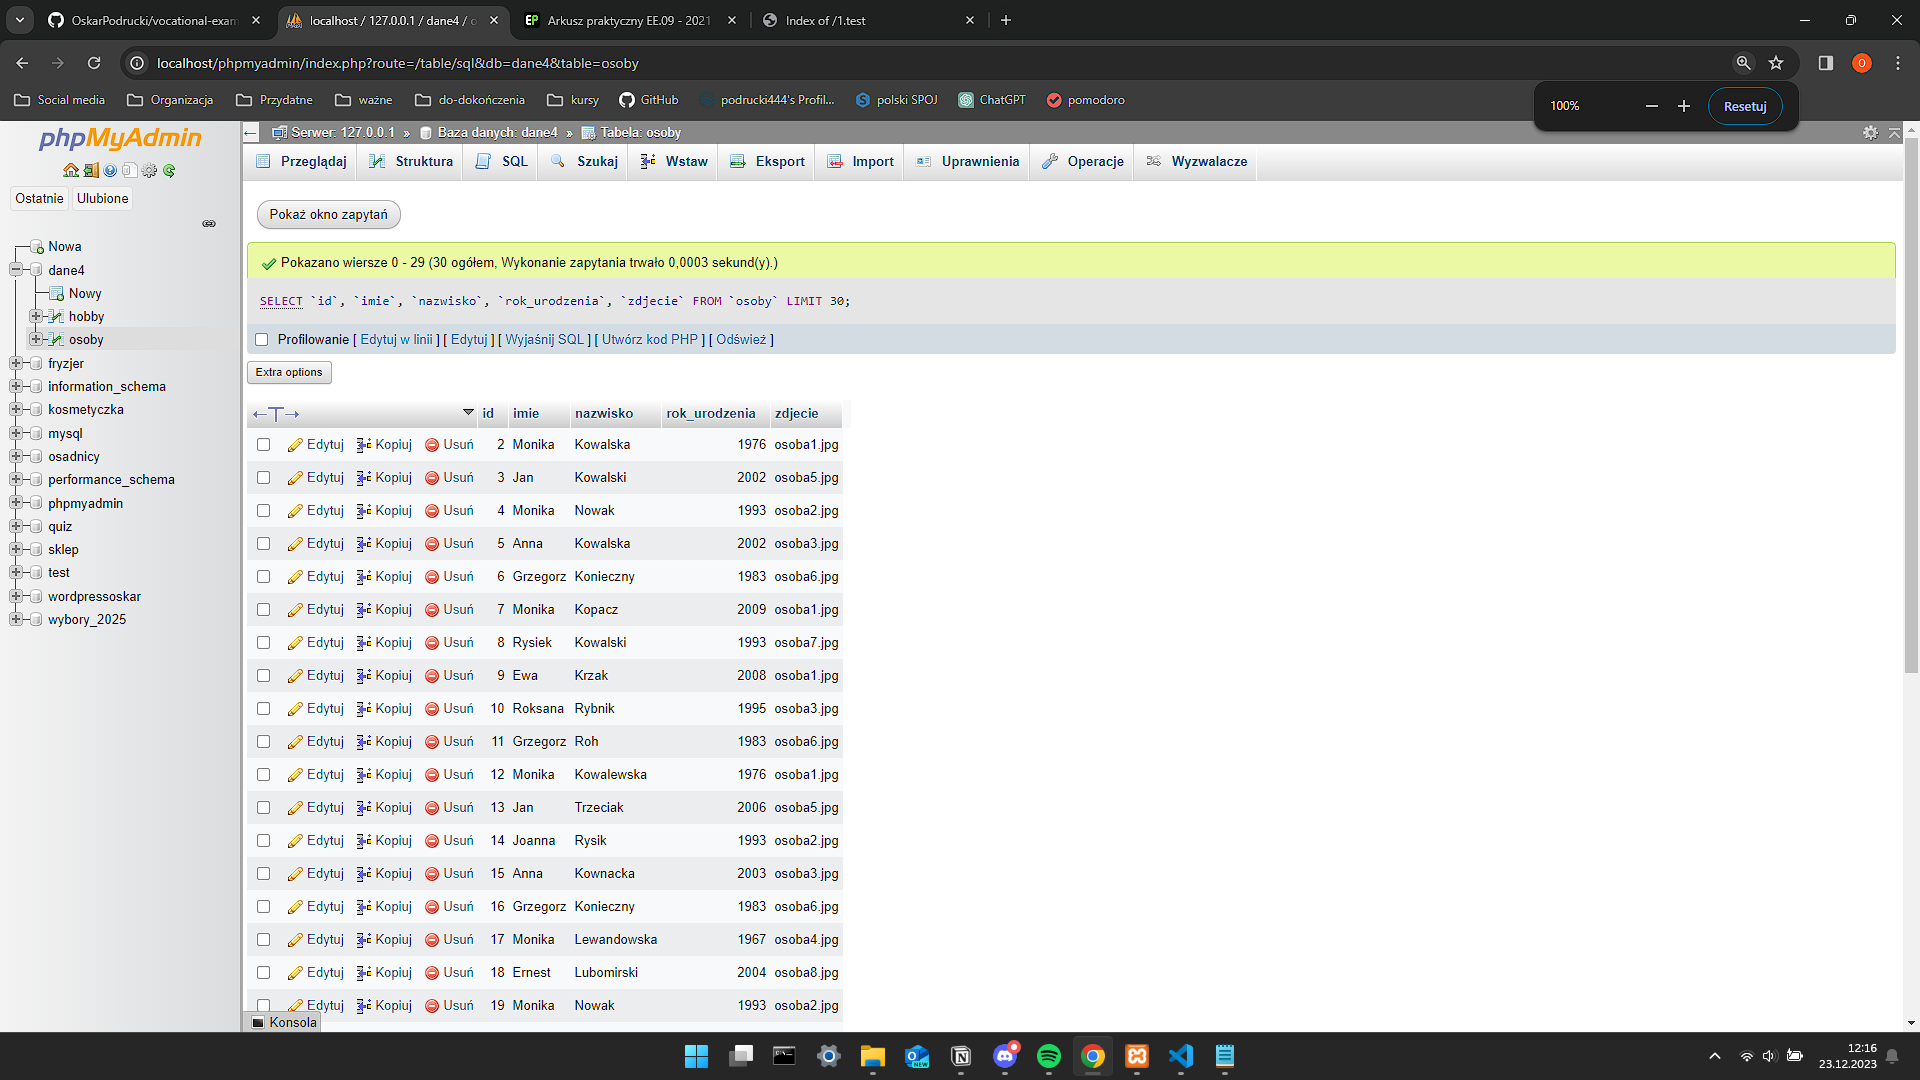 OskarPodrucki/vocational-exam
localhost / 127.0.0.1 / dane4 / o
Arkusz praktyczny EE.09 - 2021
Index of /1.test
localhost/phpmyadmin/index.php?route=/table/sql&db=dane4&table=osoby
Social media
Organizacja
Przydatne
ważne
do-dokończenia
kursy
GitHub
podrucki444's Profil...
polski SPOJ
ChatGPT
pomodoro
100%
Resetuj
phpMyAdmin
Ostatnie
Ulubione
Nowa
dane4
Nowy
hobby
osoby
fryzjer
information_schema
kosmetyczka
mysql
osadnicy
performance_schema
phpmyadmin
quiz
sklep
test
wordpressoskar
wybory_2025
Serwer: 127.0.0.1 » Baza danych: dane4 » Tabela: osoby
Przeglądaj
Struktura
SQL
Szukaj
Wstaw
Eksport
Import
Uprawnienia
Operacje
Wyzwalacze
Pokaż okno zapytań
Pokazano wiersze 0 - 29 (30 ogółem, Wykonanie zapytania trwało 0,0003 sekund(y).)
SELECT `id`, `imie`, `nazwisko`, `rok_urodzenia`, `zdjecie` FROM `osoby` LIMIT 30;
Profilowanie [ Edytuj w linii ] [ Edytuj ] [ Wyjaśnij SQL ] [ Utwórz kod PHP ] [ Odśwież ]
Extra options
←T→ id imie nazwisko rok_urodzenia zdjecie
Edytuj Kopiuj Usuń 2 Monika Kowalska 1976 osoba1.jpg
Edytuj Kopiuj Usuń 3 Jan Kowalski 2002 osoba5.jpg
Edytuj Kopiuj Usuń 4 Monika Nowak 1993 osoba2.jpg
Edytuj Kopiuj Usuń 5 Anna Kowalska 2002 osoba3.jpg
Edytuj Kopiuj Usuń 6 Grzegorz Konieczny 1983 osoba6.jpg
Edytuj Kopiuj Usuń 7 Monika Kopacz 2009 osoba1.jpg
Edytuj Kopiuj Usuń 8 Rysiek Kowalski 1993 osoba7.jpg
Edytuj Kopiuj Usuń 9 Ewa Krzak 2008 osoba1.jpg
Edytuj Kopiuj Usuń 10 Roksana Rybnik 1995 osoba3.jpg
Edytuj Kopiuj Usuń 11 Grzegorz Roh 1983 osoba6.jpg
Edytuj Kopiuj Usuń 12 Monika Kowalewska 1976 osoba1.jpg
Edytuj Kopiuj Usuń 13 Jan Trzeciak 2006 osoba5.jpg
Edytuj Kopiuj Usuń 14 Joanna Rysik 1993 osoba2.jpg
Edytuj Kopiuj Usuń 15 Anna Kownacka 2003 osoba3.jpg
Edytuj Kopiuj Usuń 16 Grzegorz Konieczny 1983 osoba6.jpg
Edytuj Kopiuj Usuń 17 Monika Lewandowska 1967 osoba4.jpg
Edytuj Kopiuj Usuń 18 Ernest Lubomirski 2004 osoba8.jpg
Edytuj Kopiuj Usuń 19 Monika Nowak 1993 osoba2.jpg
Konsola
12:16
23.12.2023